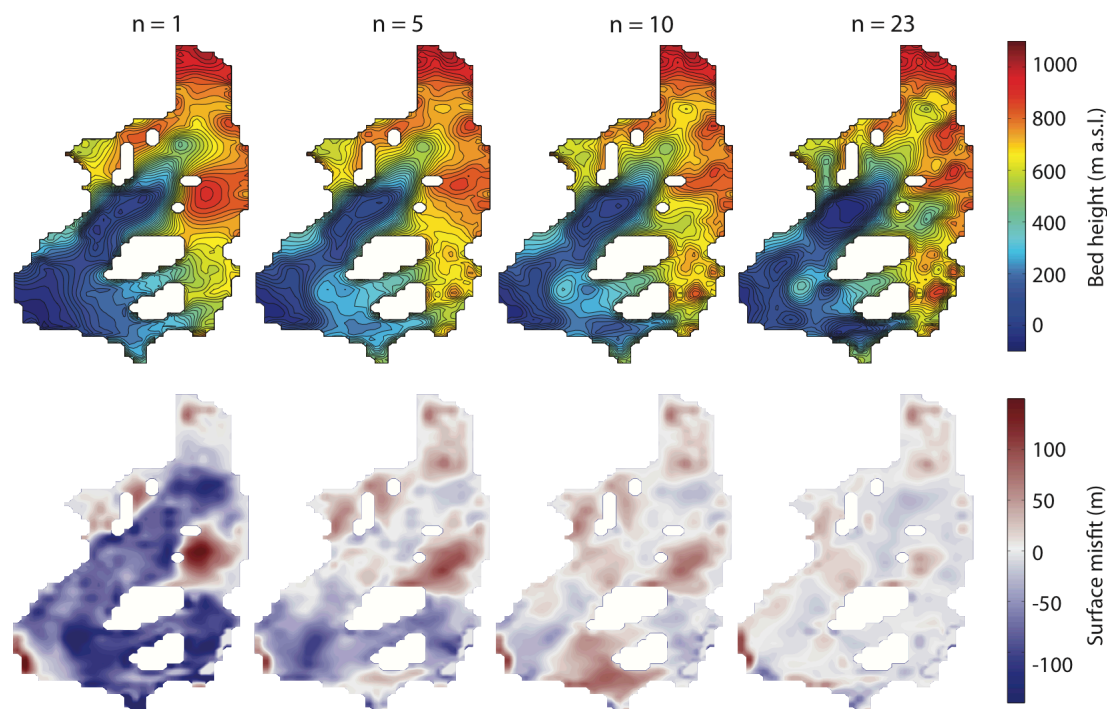 n = 1
n = 5
n = 10
n = 23
1000
800
600
400
200
0
Bed height (m a.s.l.)
100
50
0
-50
-100
Surface misfit (m)